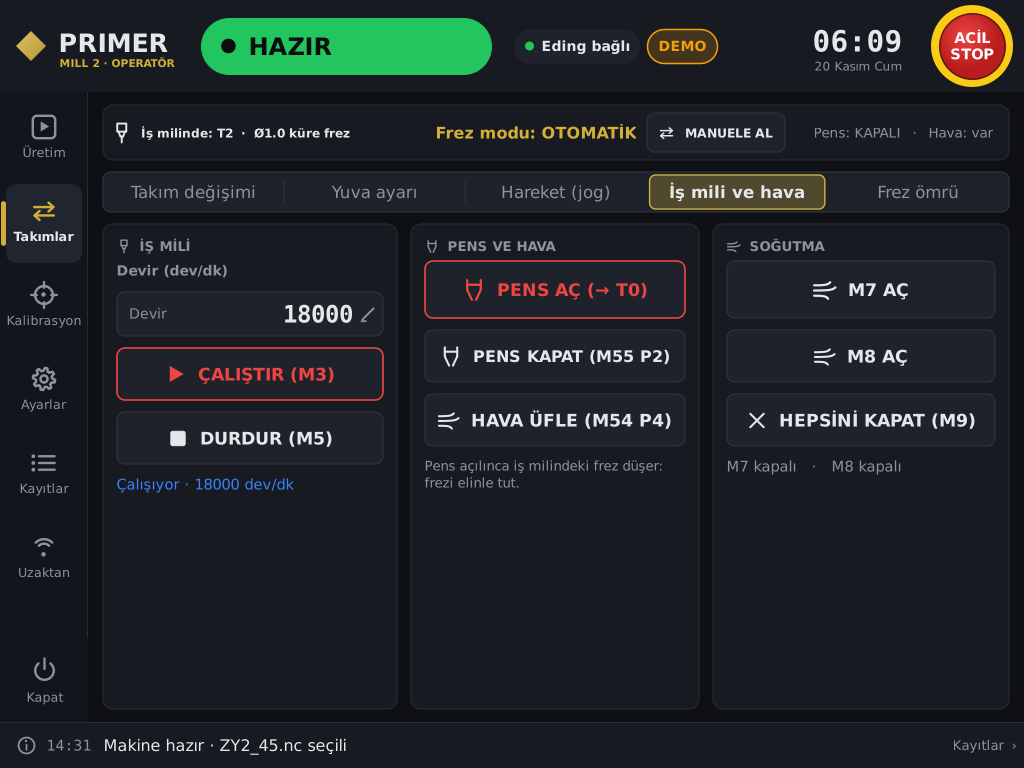 PRIMER
MILL 2 · OPERATÖR
HAZIR
Eding bağlı
DEMO
06:09
20 Kasım Cum
ACİL
STOP
Üretim
Takımlar
Kalibrasyon
Ayarlar
Kayıtlar
Uzaktan
Kapat
İş milinde: T2 · Ø1.0 küre frez
Frez modu: OTOMATİK
MANUELE AL
Pens: KAPALI · Hava: var
Takım değişimi
Yuva ayarı
Hareket (jog)
İş mili ve hava
Frez ömrü
İŞ MİLİ
Devir (dev/dk)
Devir
18000
ÇALIŞTIR (M3)
DURDUR (M5)
Çalışıyor · 18000 dev/dk
PENS VE HAVA
PENS AÇ (→ T0)
PENS KAPAT (M55 P2)
HAVA ÜFLE (M54 P4)
Pens açılınca iş milindeki frez düşer:
frezi elinle tut.
SOĞUTMA
M7 AÇ
M8 AÇ
HEPSİNİ KAPAT (M9)
M7 kapalı · M8 kapalı
14:31
Makine hazır · ZY2_45.nc seçili
Kayıtlar ›